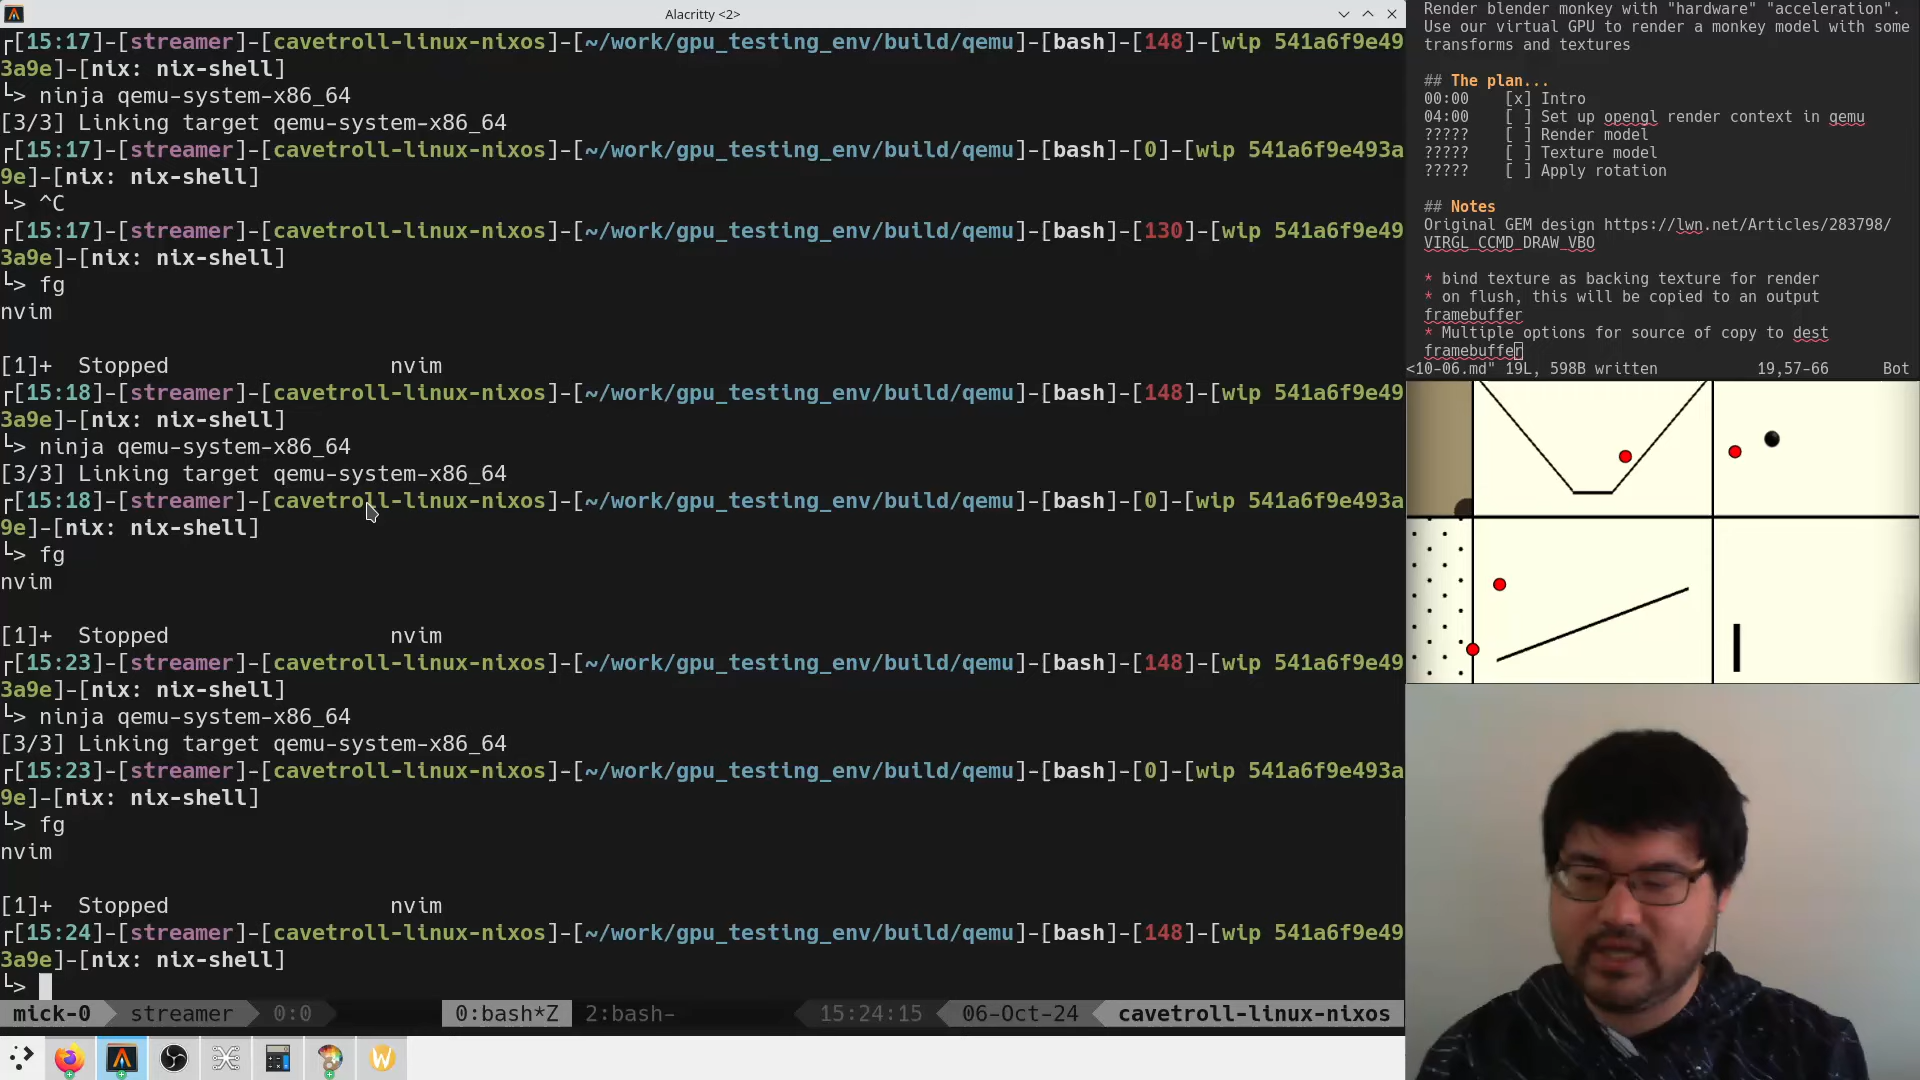 Alacritty <2>
┌[15:17]-[streamer]-[cavetroll-linux-nixos]-[~/work/gpu_testing_env/build/qemu]-[bash]-[148]-[wip 541a6f9e49
3a9e]-[nix: nix-shell]
└> ninja qemu-system-x86_64
[3/3] Linking target qemu-system-x86_64
┌[15:17]-[streamer]-[cavetroll-linux-nixos]-[~/work/gpu_testing_env/build/qemu]-[bash]-[0]-[wip 541a6f9e493a
9e]-[nix: nix-shell]
└> ^C
┌[15:17]-[streamer]-[cavetroll-linux-nixos]-[~/work/gpu_testing_env/build/qemu]-[bash]-[130]-[wip 541a6f9e49
3a9e]-[nix: nix-shell]
└> fg
nvim
[1]+  Stopped                 nvim
┌[15:18]-[streamer]-[cavetroll-linux-nixos]-[~/work/gpu_testing_env/build/qemu]-[bash]-[148]-[wip 541a6f9e49
3a9e]-[nix: nix-shell]
└> ninja qemu-system-x86_64
[3/3] Linking target qemu-system-x86_64
┌[15:18]-[streamer]-[cavetroll-linux-nixos]-[~/work/gpu_testing_env/build/qemu]-[bash]-[0]-[wip 541a6f9e493a
9e]-[nix: nix-shell]
└> fg
nvim
[1]+  Stopped                 nvim
┌[15:23]-[streamer]-[cavetroll-linux-nixos]-[~/work/gpu_testing_env/build/qemu]-[bash]-[148]-[wip 541a6f9e49
3a9e]-[nix: nix-shell]
└> ninja qemu-system-x86_64
[3/3] Linking target qemu-system-x86_64
┌[15:23]-[streamer]-[cavetroll-linux-nixos]-[~/work/gpu_testing_env/build/qemu]-[bash]-[0]-[wip 541a6f9e493a
9e]-[nix: nix-shell]
└> fg
nvim
[1]+  Stopped                 nvim
┌[15:24]-[streamer]-[cavetroll-linux-nixos]-[~/work/gpu_testing_env/build/qemu]-[bash]-[148]-[wip 541a6f9e49
3a9e]-[nix: nix-shell]
└>
mick-0 streamer 0:0 0:bash*Z 2:bash- 15:24:15 06-Oct-24 cavetroll-linux-nixos
Render blender monkey with "hardware" "acceleration".
Use our virtual GPU to render a monkey model with some
transforms and textures
## The plan...
00:00    [x] Intro
04:00    [ ] Set up opengl render context in qemu
?????    [ ] Render model
?????    [ ] Texture model
?????    [ ] Apply rotation
## Notes
Original GEM design https://lwn.net/Articles/283798/
VIRGL_CCMD_DRAW_VBO
* bind texture as backing texture for render
* on flush, this will be copied to an output
framebuffer
* Multiple options for source of copy to dest
framebuffer
<10-06.md" 19L, 598B written 19,57-66 Bot